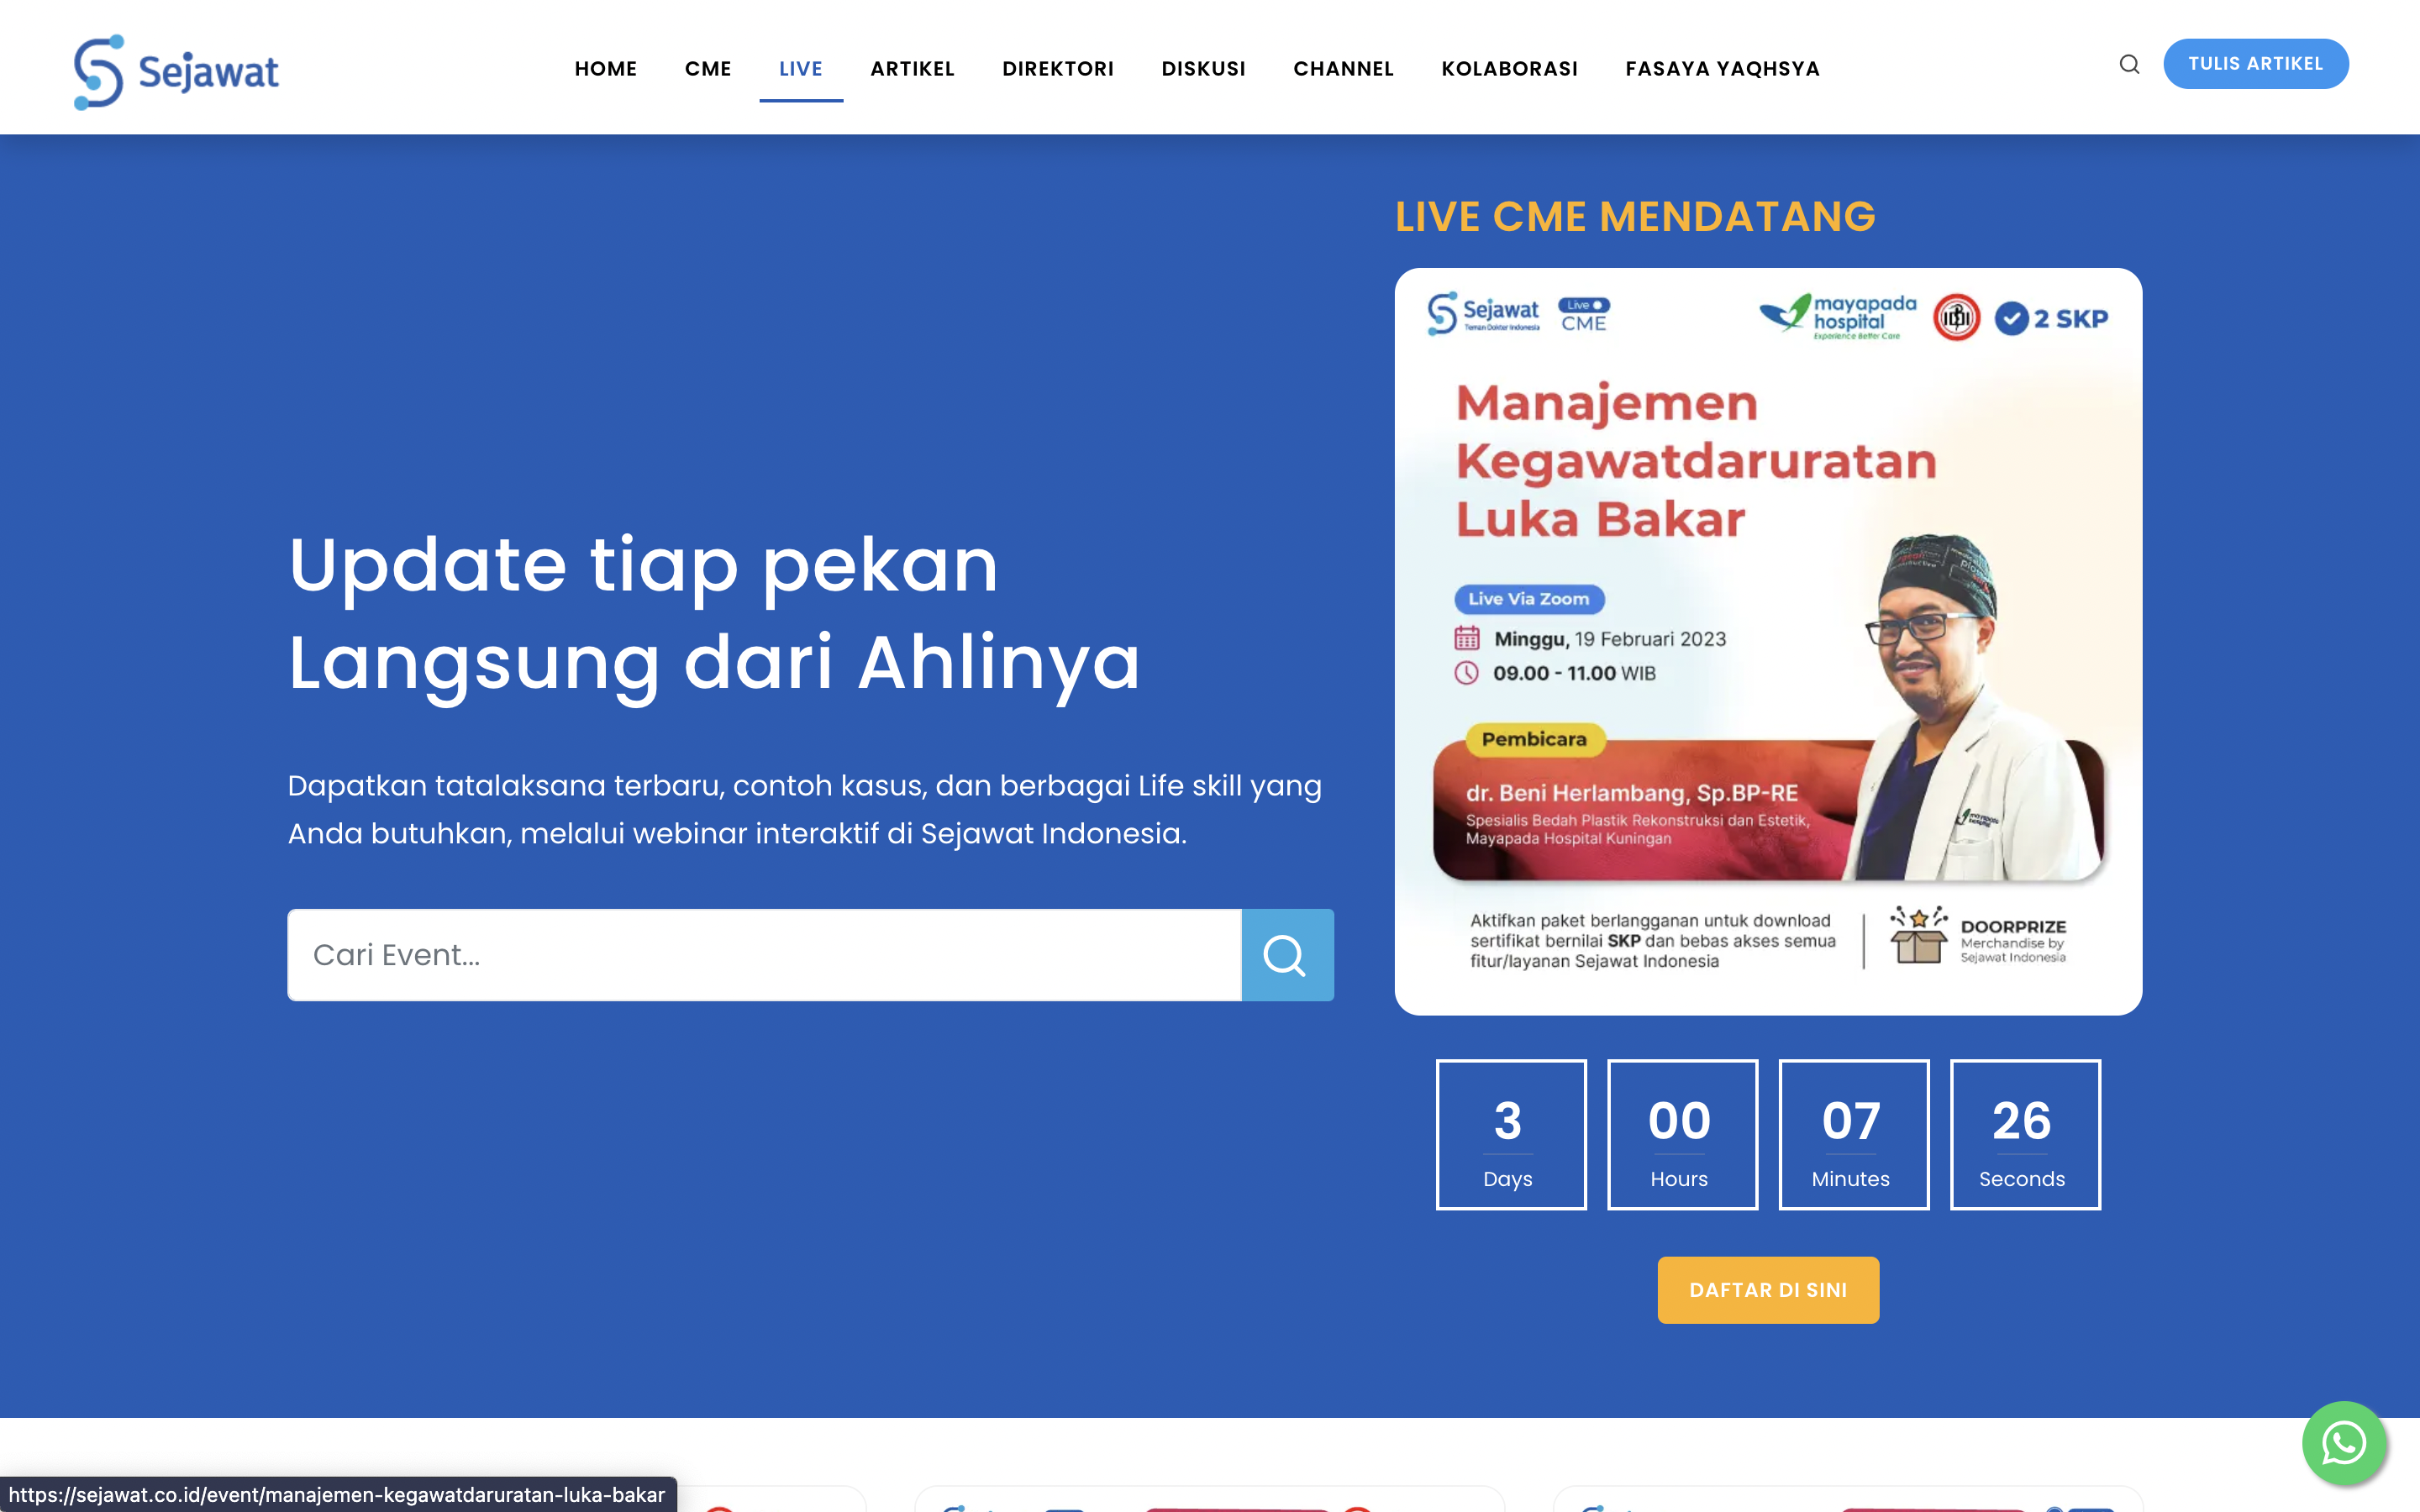 Sejawat
HOME
CME
LIVE
ARTIKEL
DIREKTORI
DISKUSI
CHANNEL
KOLABORASI
FASAYA YAQHSYA
TULIS ARTIKEL
Update tiap pekan
Langsung dari Ahlinya
Dapatkan tatalaksana terbaru, contoh kasus, dan berbagai Life skill yang
Anda butuhkan, melalui webinar interaktif di Sejawat Indonesia.
Cari Event...
LIVE CME MENDATANG
Sejawat
Teman Dokter Indonesia
Live
CME
mayapada
hospital
Experience Better Care
IDI
2 SKP
Manajemen
Kegawatdaruratan
Luka Bakar
Live Via Zoom
Minggu, 19 Februari 2023
09.00 - 11.00 WIB
Pembicara
dr. Beni Herlambang, Sp.BP-RE
Spesialis Bedah Plastik Rekonstruksi dan Estetik,
Mayapada Hospital Kuningan
mayapada
hospital
Aktifkan paket berlangganan untuk download
sertifikat bernilai SKP dan bebas akses semua
fitur/layanan Sejawat Indonesia
DOORPRIZE
Merchandise by
Sejawat Indonesia
3
Days
00
Hours
07
Minutes
26
Seconds
DAFTAR DI SINI
https://sejawat.co.id/event/manajemen-kegawatdaruratan-luka-bakar